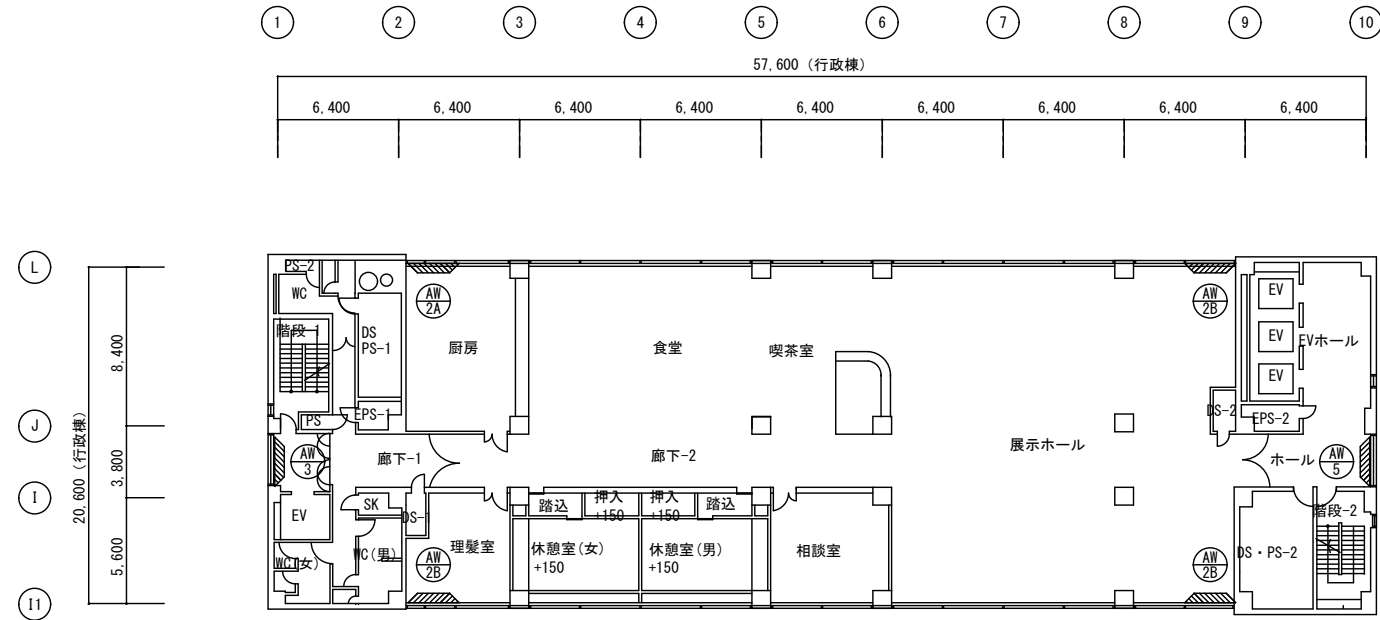 1 2 3 4 5 6 7 8 9 10
57,600 (行政棟)
6,400 6,400 6,400 6,400 6,400 6,400 6,400 6,400 6,400
L
J
I
I1
20,600 (行政棟)
8,400
3,800
5,600
PS-2
WC
階段-1
DS
PS-1
PS
EPS-1
AW
3
EV
SK
DS-1
WC(女)
WC(男)
廊下-1
AW
2A
厨房
食堂
喫茶室
廊下-2
展示ホール
AW
2B
DS-2
EV
EV
EV
EVホール
EPS-2
ホール
AW
5
理髪室
AW
2B
踏込
押入
+150
押入
+150
踏込
休憩室(女)
+150
休憩室(男)
+150
相談室
AW
2B
DS・PS-2
階段-2